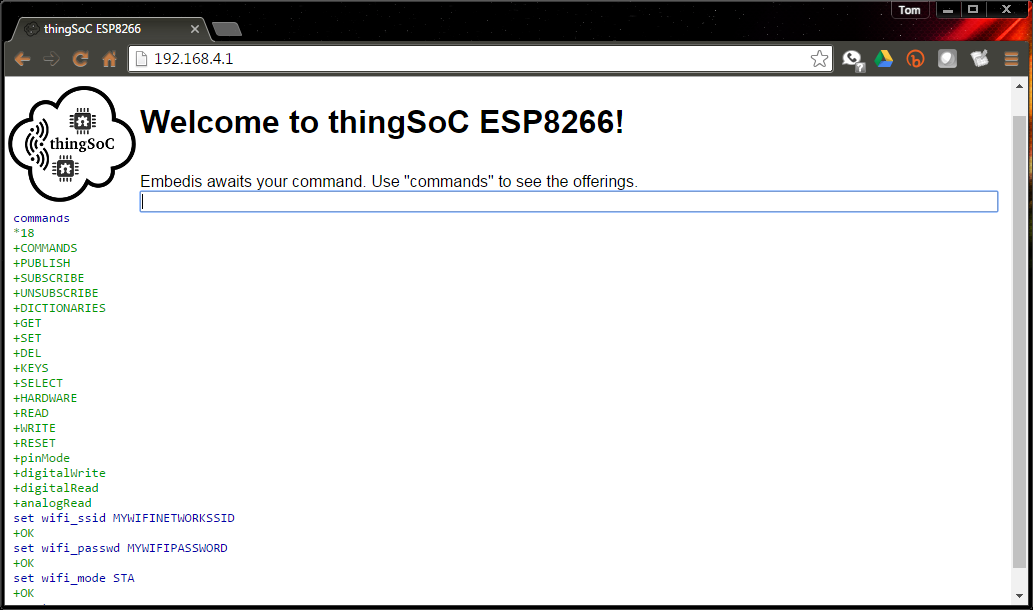 Tom
thingSoC ESP8266
192.168.4.1
thingSoC
Welcome to thingSoC ESP8266!
Embedis awaits your command. Use "commands" to see the offerings.
commands
*18
+COMMANDS
+PUBLISH
+SUBSCRIBE
+UNSUBSCRIBE
+DICTIONARIES
+GET
+SET
+DEL
+KEYS
+SELECT
+HARDWARE
+READ
+WRITE
+RESET
+pinMode
+digitalWrite
+digitalRead
+analogRead
set wifi_ssid MYWIFINETWORKSSID
+OK
set wifi_passwd MYWIFIPASSWORD
+OK
set wifi_mode STA
+OK